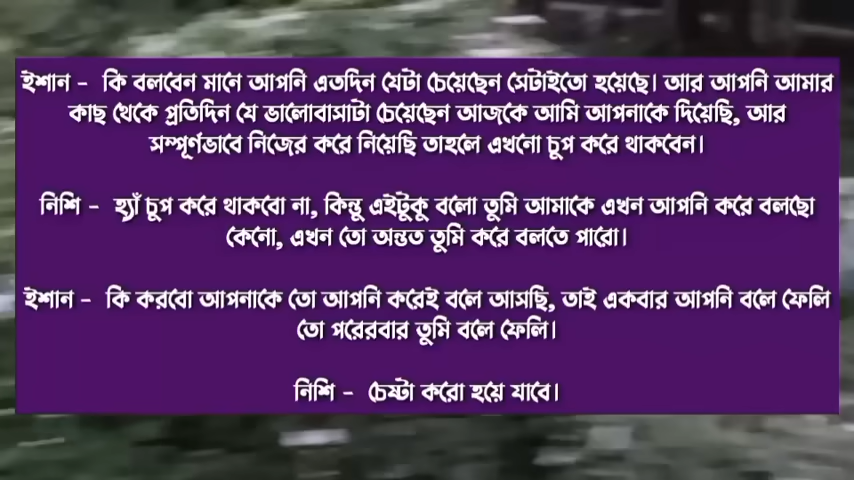 ইশান - কি বলবেন মানে আপনি এতদিন যেটা চেয়েছেন সেটাইতো হয়েছে। আর আপনি আমার
কাছ থেকে প্রতিদিন যে ভালোবাসাটা চেয়েছেন আজকে আমি আপনাকে দিয়েছি, আর
সম্পূর্ণভাবে নিজের করে নিয়েছি তাহলে এখনো চুপ করে থাকবেন।
নিশি - হ্যাঁ চুপ করে থাকবো না, কিন্তু এইটুকু বলো তুমি আমাকে এখন আপনি করে বলছো
কেনো, এখন তো অন্তত তুমি করে বলতে পারো।
ইশান - কি করবো আপনাকে তো আপনি করেই বলে আসছি, তাই একবার আপনি বলে ফেলি
তো পরেরবার তুমি বলে ফেলি।
নিশি - চেষ্টা করো হয়ে যাবে।